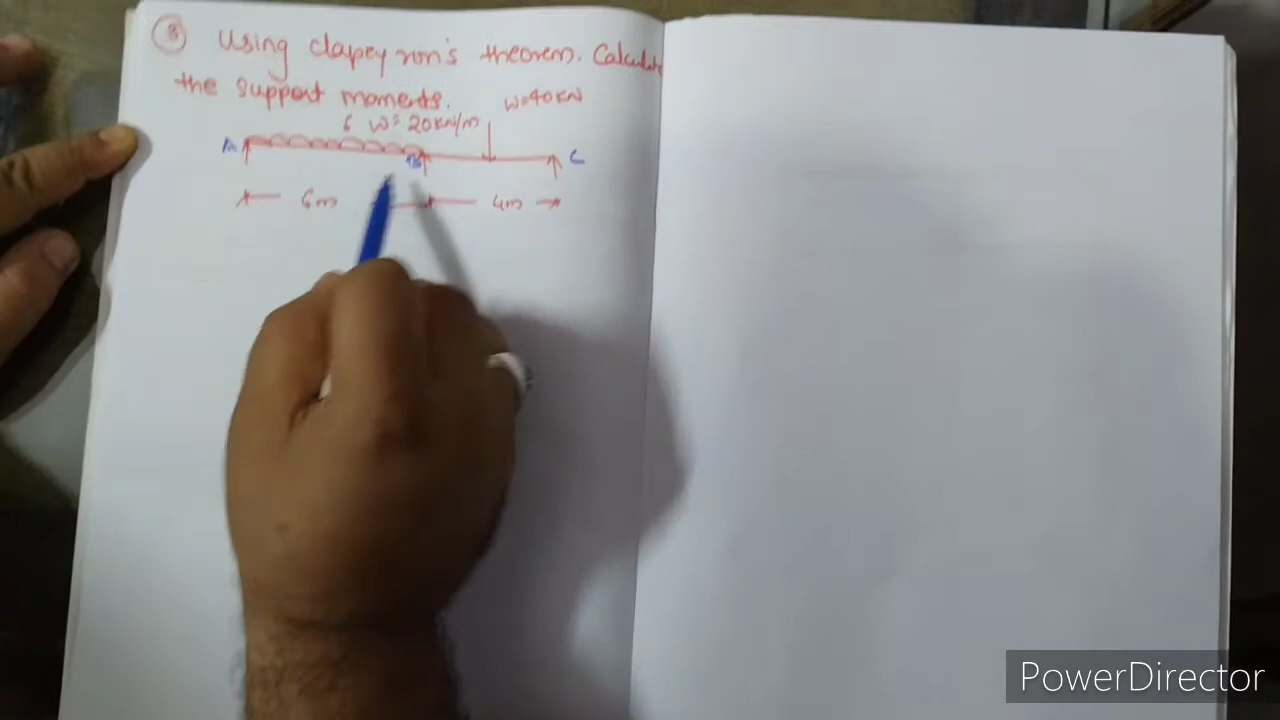 ③ Using clapeyron's theorem. Calculate
the support moments.
W=40KN
W= 20KN/m
A B C
6m 4m
PowerDirector